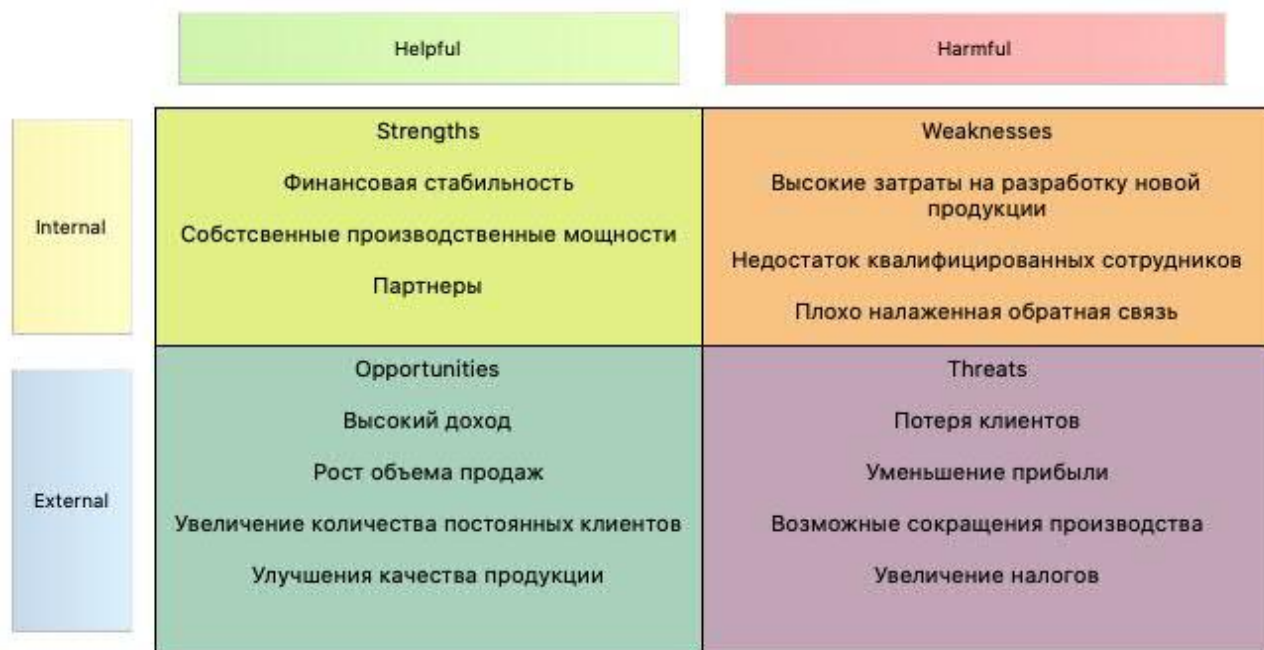 Helpful
Harmful
Internal
Strengths
Финансовая стабильность
Собстсвенные производственные мощности
Партнеры
Weaknesses
Высокие затраты на разработку новой
продукции
Недостаток квалифицированных сотрудников
Плохо налаженная обратная связь
External
Opportunities
Высокий доход
Рост объема продаж
Увеличение количества постоянных клиентов
Улучшения качества продукции
Threats
Потеря клиентов
Уменьшение прибыли
Возможные сокращения производства
Увеличение налогов